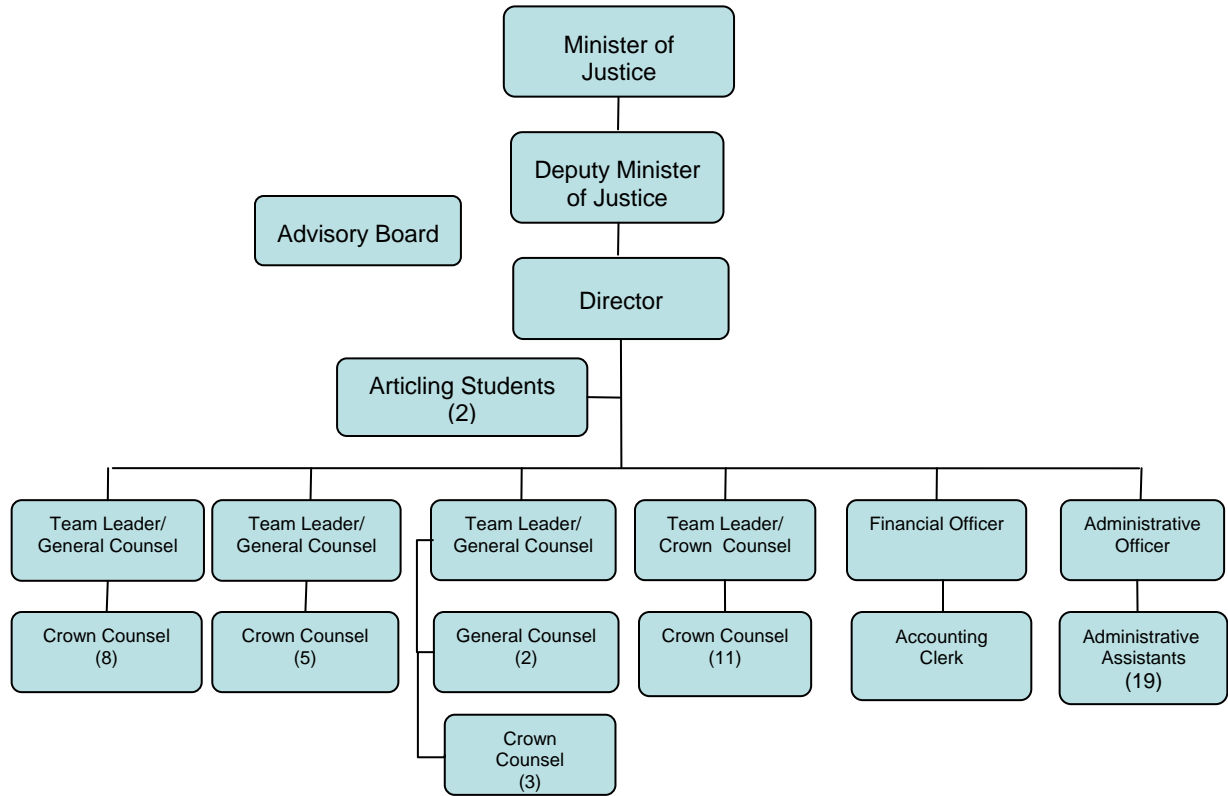 Minister of
Justice
Deputy Minister
of Justice
Advisory Board
Director
Articling Students
(2)
Team Leader/
General Counsel
Team Leader/
General Counsel
Team Leader/
General Counsel
Team Leader/
Crown Counsel
Financial Officer
Administrative
Officer
Crown Counsel
(8)
Crown Counsel
(5)
General Counsel
(2)
Crown Counsel
(11)
Accounting
Clerk
Administrative
Assistants
(19)
Crown
Counsel
(3)